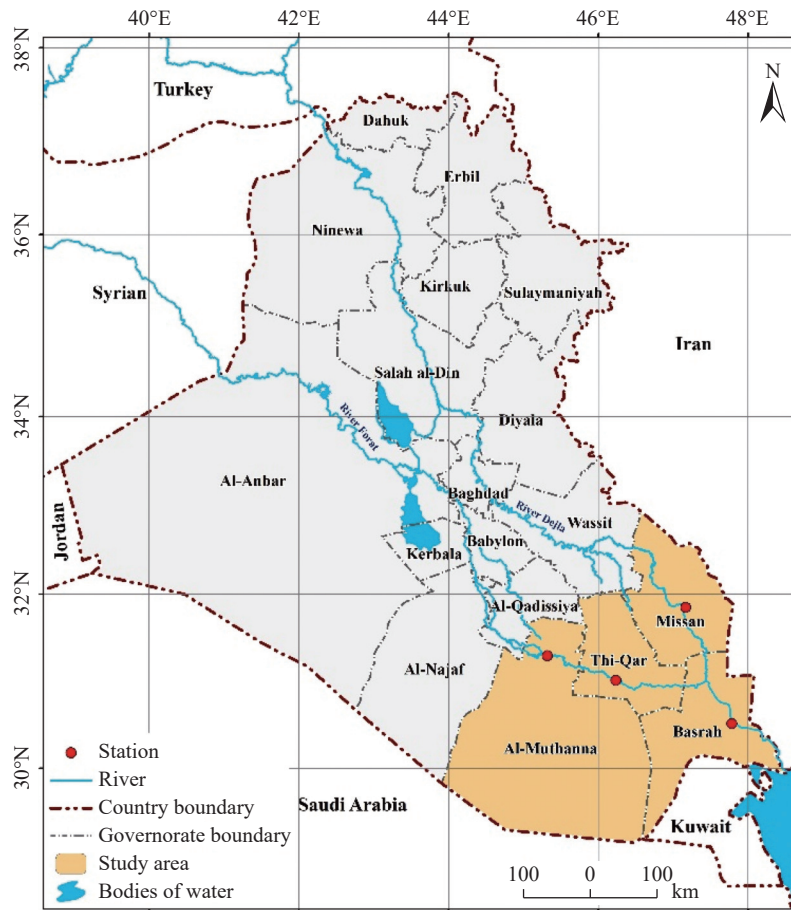 40°E 42°E 44°E 46°E 48°E
38°N
N
Turkey
Dahuk
Erbil
36°N
Ninewa
Kirkuk
Syrian
Sulaymaniyah
Iran
Salah al-Din
34°N
River Forat
Diyala
Al-Anbar
Baghdad
River Dejla
Wassit
Jordan
Kerbala
Babylon
32°N
Al-Qadissiya
Missan
Al-Najaf
Thi-Qar
Basrah
Al-Muthanna
30°N
Saudi Arabia
Kuwait
Station
River
Country boundary
Governorate boundary
Study area
Bodies of water
100 0 100
km